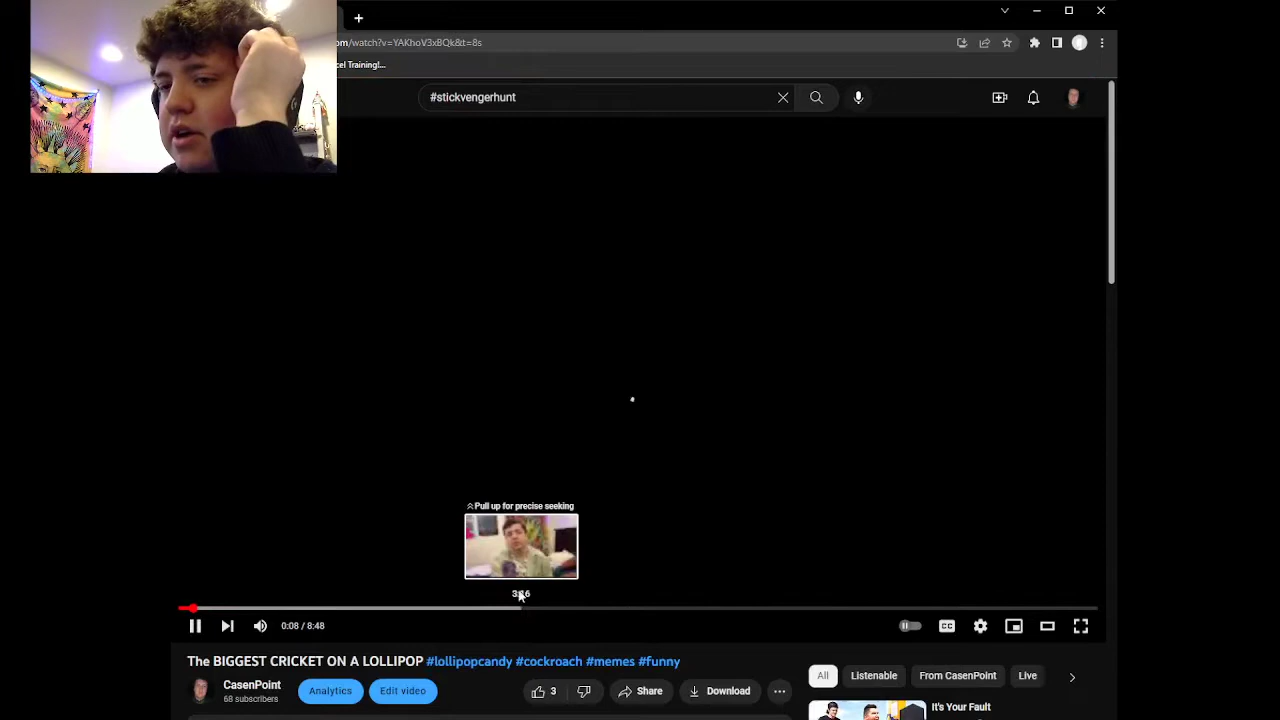 om/watch?v=YAKhoV3xBQk&t=8s
cel Training!...
#stickvengerhunt
Pull up for precise seeking
0:08 / 8:48
CC
The BIGGEST CRICKET ON A LOLLIPOP #lollipopcandy #cockroach #memes #funny
CasenPoint
68 subscribers
Analytics
Edit video
3
Share
Download
All
Listenable
From CasenPoint
Live
It's Your Fault